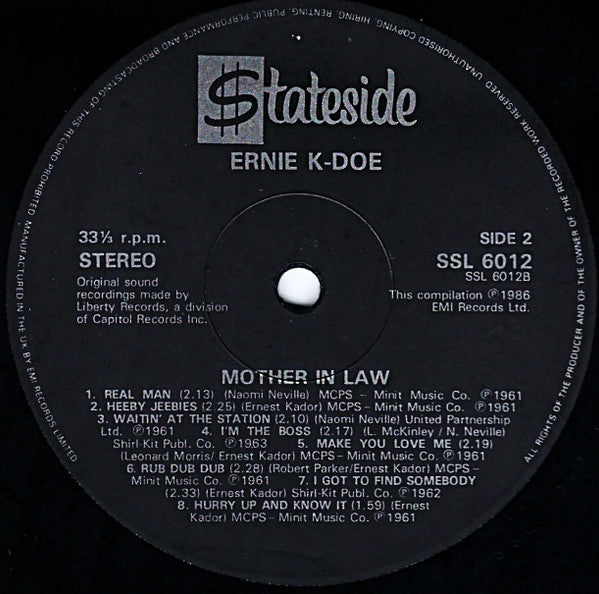 UNAUTHORISED COPYING, HIRING, RENTING, PUBLIC PERFORMANCE AND BROADCASTING OF THIS RECORD PROHIBITED MANUFACTURED IN THE UK BY EMI RECORDS LIMITED
ALL RIGHTS OF THE PRODUCER AND OF THE OWNER OF THE RECORDED WORK RESERVED
$tateside
ERNIE K-DOE
33⅓ r.p.m.
STEREO
Original sound
recordings made by
Liberty Records, a division
of Capitol Records Inc.
SIDE 2
SSL 6012
SSL 6012B
This compilation ℗ 1986
EMI Records Ltd.
MOTHER IN LAW
1. REAL MAN (2.13) (Naomi Neville) MCPS - Minit Music Co. ℗1961
2. HEEBY JEEBIES (2.25) (Ernest Kador) MCPS - Minit Music Co. ℗1961
3. WAITIN' AT THE STATION (2.10) (Naomi Neville) United Partnership
Ltd. ℗1961 4. I'M THE BOSS (2.17) (L. McKinley / N. Neville)
Shirl-Kit Publ. Co. ℗1963 5. MAKE YOU LOVE ME (2.19)
(Leonard Morris/ Ernest Kador) MCPS - Minit Music Co. ℗1961
6. RUB DUB DUB (2.28) (Robert Parker/Ernest Kador) MCPS -
Minit Music Co. ℗1961 7. I GOT TO FIND SOMEBODY
(2.33) (Ernest Kador) Shirl-Kit Publ. Co. ℗ 1962
8. HURRY UP AND KNOW IT (1.59) (Ernest
Kador) MCPS - Minit Music Co. ℗ 1961